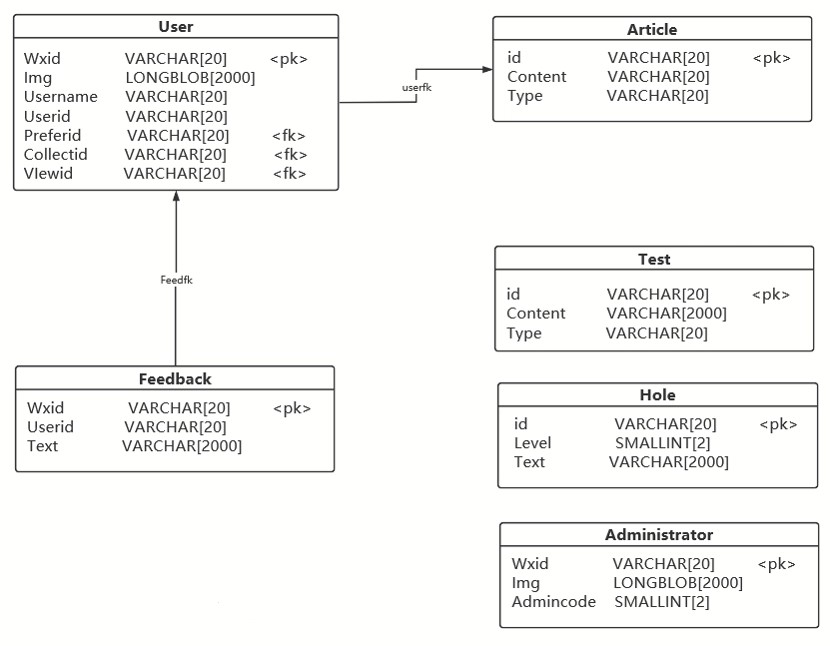 User
Wxid VARCHAR[20] <pk>
Img LONGBLOB[2000]
Username VARCHAR[20]
Userid VARCHAR[20]
Preferid VARCHAR[20] <fk>
Collectid VARCHAR[20] <fk>
VIewid VARCHAR[20] <fk>
userfk
Article
id VARCHAR[20] <pk>
Content VARCHAR[20]
Type VARCHAR[20]
Feedfk
Test
id VARCHAR[20] <pk>
Content VARCHAR[2000]
Type VARCHAR[20]
Feedback
Wxid VARCHAR[20] <pk>
Userid VARCHAR[20]
Text VARCHAR[2000]
Hole
id VARCHAR[20] <pk>
Level SMALLINT[2]
Text VARCHAR[2000]
Administrator
Wxid VARCHAR[20] <pk>
Img LONGBLOB[2000]
Admincode SMALLINT[2]